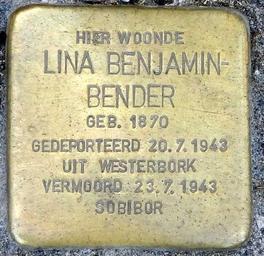 HIER WOONDE
LINA BENJAMIN-
BENDER
GEB. 1870
GEDEPORTEERD 20.7.1943
UIT WESTERBORK
VERMOORD 23.7.1943
SOBIBOR